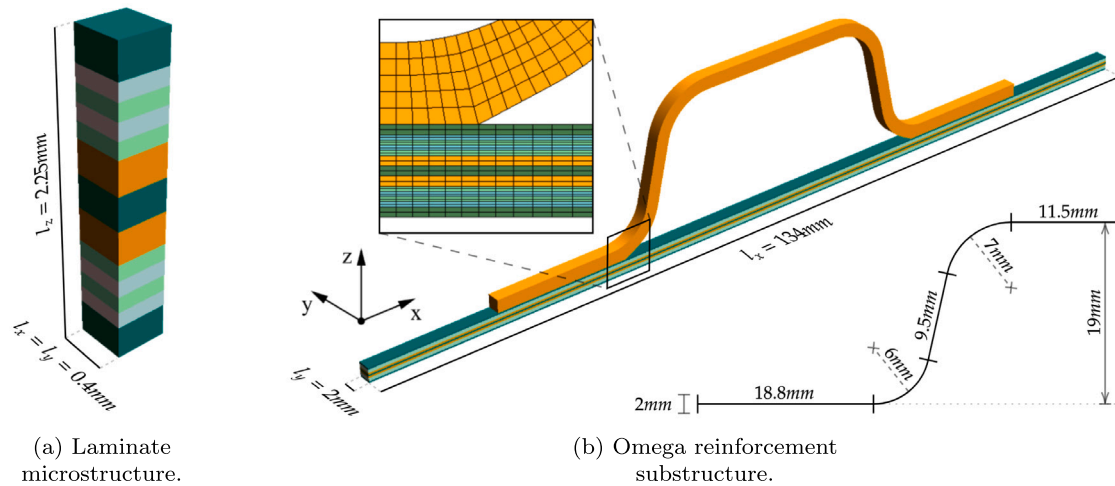 l_z = 2.25mm
l_x = l_y = 0.4mm
z
y
x
l_y = 2mm
l_x = 134mm
11.5mm
7mm
9.5mm
19mm
6mm
18.8mm
2mm
(a) Laminate
microstructure.
(b) Omega reinforcement
substructure.